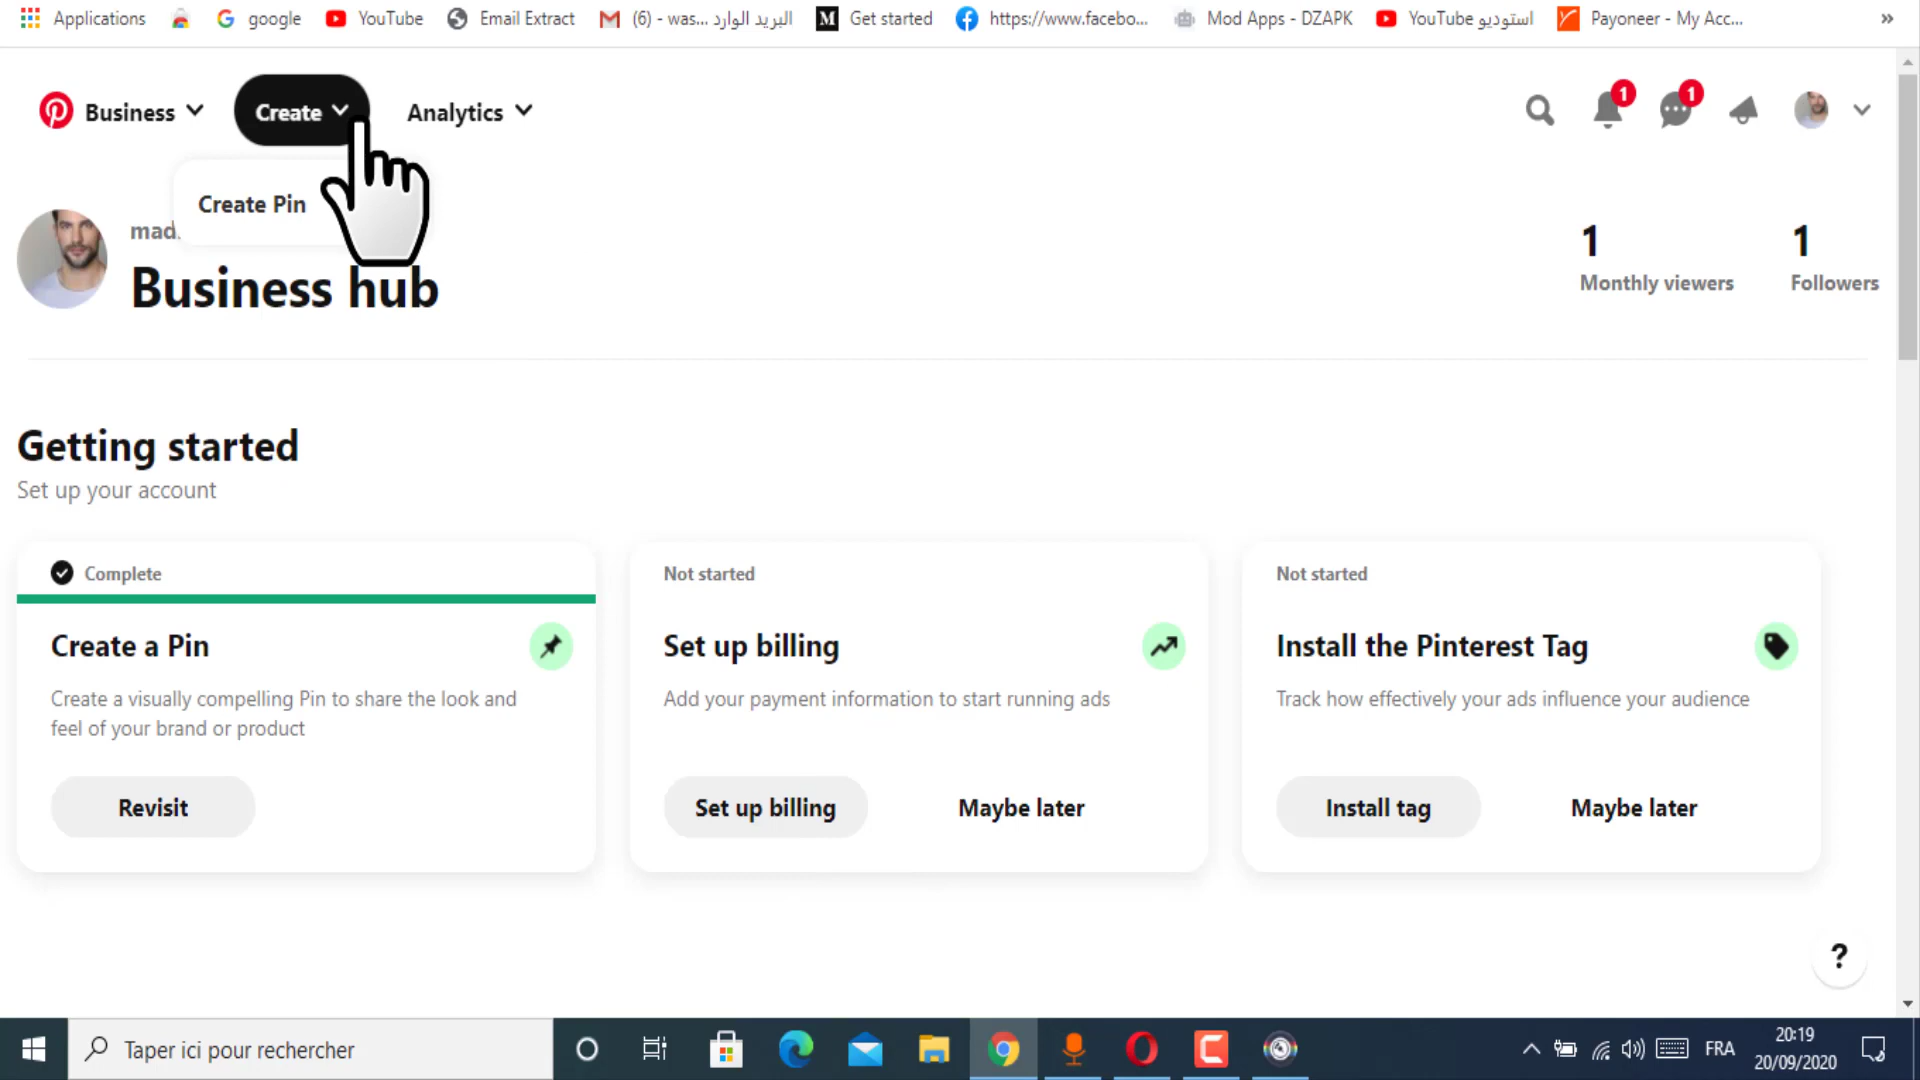 Applications
google
YouTube
Email Extract
(6) - was... البريد الوارد
Get started
https://www.facebo...
Mod Apps - DZAPK
YouTube استوديو
Payoneer - My Acc...
»
Business
Create
Analytics
1
1
Create Pin
mad
Business hub
1
Monthly viewers
1
Followers
Getting started
Set up your account
Complete
Create a Pin
Create a visually compelling Pin to share the look and
feel of your brand or product
Revisit
Not started
Set up billing
Add your payment information to start running ads
Set up billing
Maybe later
Not started
Install the Pinterest Tag
Track how effectively your ads influence your audience
Install tag
Maybe later
?
Taper ici pour rechercher
FRA
20:19
20/09/2020